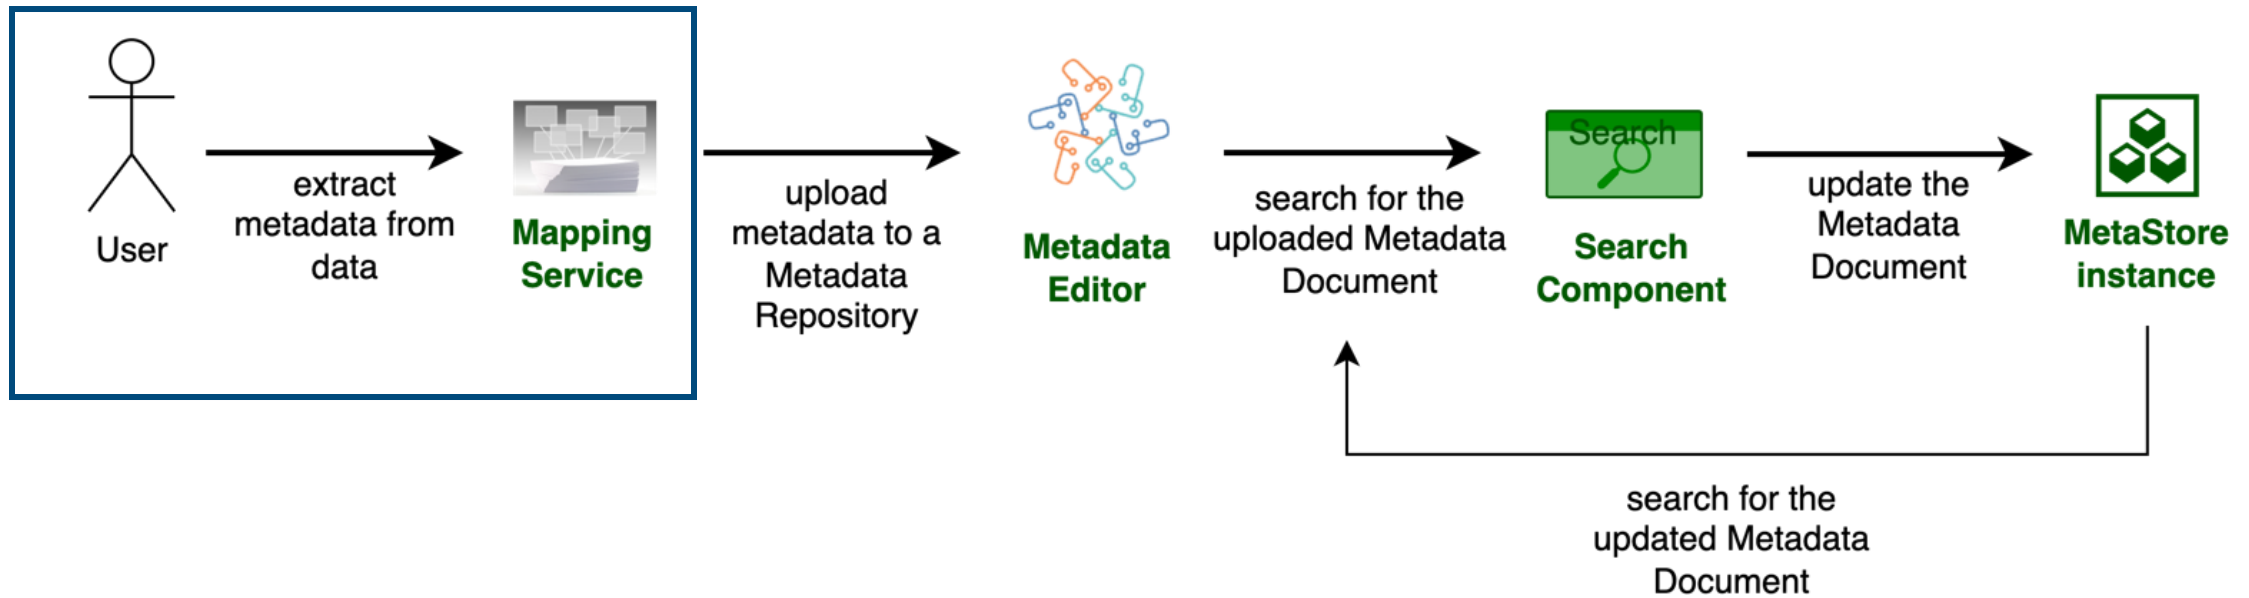 User
extract
metadata from
data
Mapping
Service
upload
metadata to a
Metadata
Repository
Metadata
Editor
search for the
uploaded Metadata
Document
Search
Search
Component
update the
Metadata
Document
MetaStore
instance
search for the
updated Metadata
Document